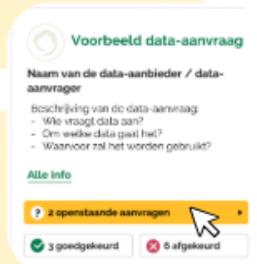 Voorbeeld data-aanvraag
Naam van de data-aanbieder / data-
aanvrager
Beschrijving van de data-aanvraag:
- Wie vraagt data aan?
- Om welke data gaat het?
- Waarvoor zal het worden gebruikt?
Alle info
? 2 openstaande aanvragen
3 goedgekeurd 6 afgekeurd